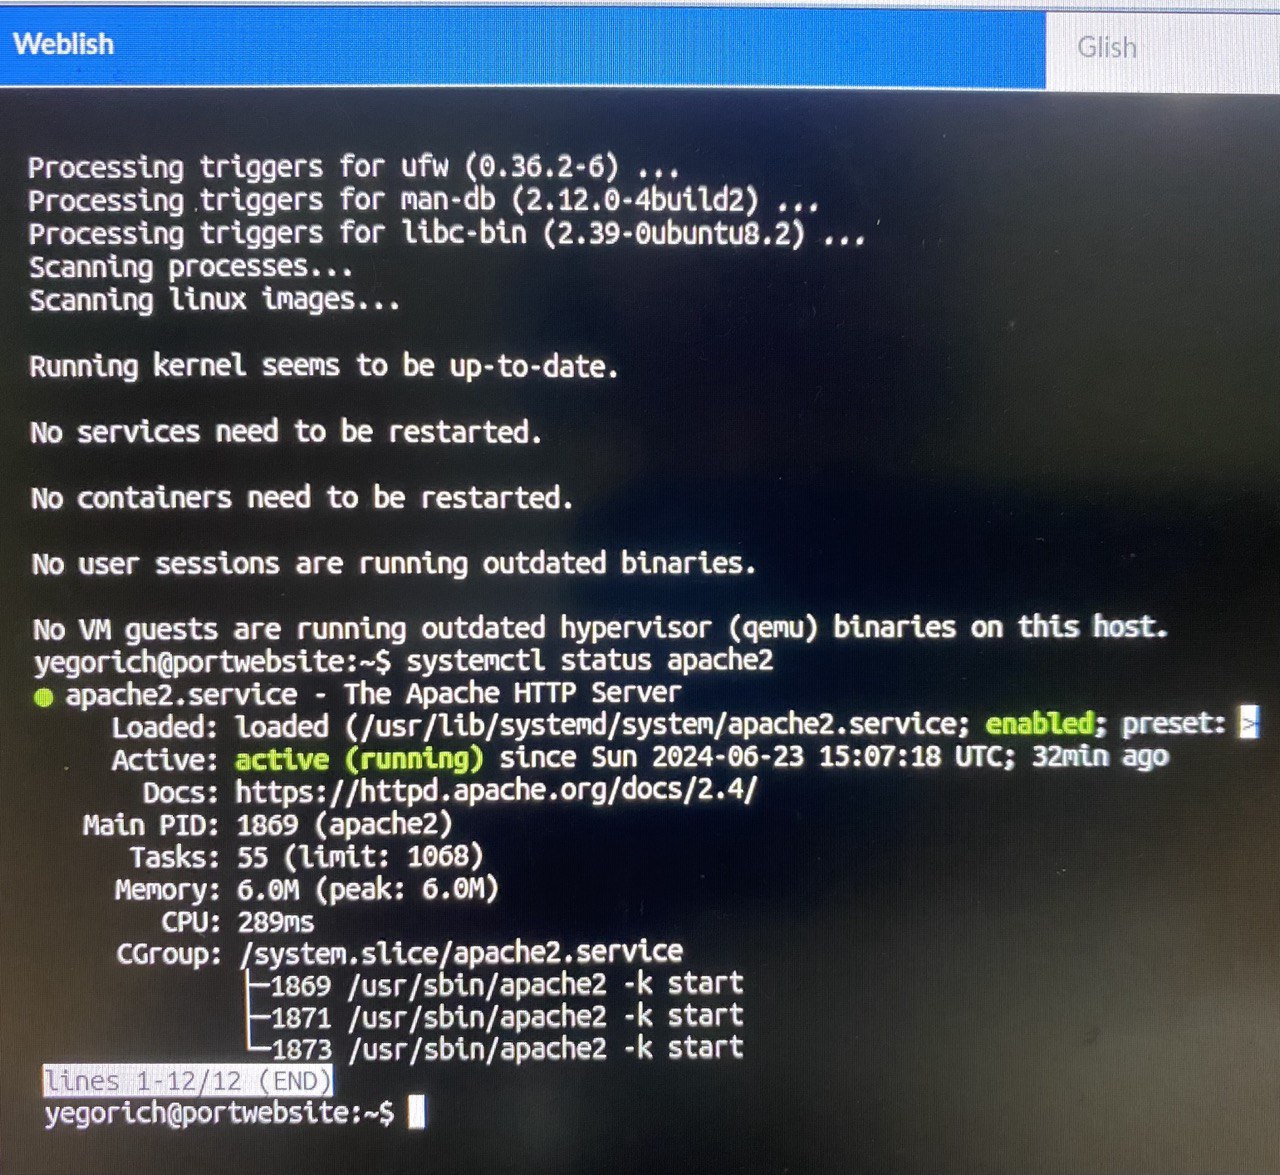 Weblish
Glish
Processing triggers for ufw (0.36.2-6) ...
Processing triggers for man-db (2.12.0-4build2) ...
Processing triggers for libc-bin (2.39-0ubuntu8.2) ...
Scanning processes...
Scanning linux images...
Running kernel seems to be up-to-date.
No services need to be restarted.
No containers need to be restarted.
No user sessions are running outdated binaries.
No VM guests are running outdated hypervisor (qemu) binaries on this host.
yegorich@portwebsite:~$ systemctl status apache2
● apache2.service - The Apache HTTP Server
Loaded: loaded (/usr/lib/systemd/system/apache2.service; enabled; preset: >
Active: active (running) since Sun 2024-06-23 15:07:18 UTC; 32min ago
Docs: https://httpd.apache.org/docs/2.4/
Main PID: 1869 (apache2)
Tasks: 55 (limit: 1068)
Memory: 6.0M (peak: 6.0M)
CPU: 289ms
CGroup: /system.slice/apache2.service
├─1869 /usr/sbin/apache2 -k start
├─1871 /usr/sbin/apache2 -k start
└─1873 /usr/sbin/apache2 -k start
lines 1-12/12 (END)
yegorich@portwebsite:~$